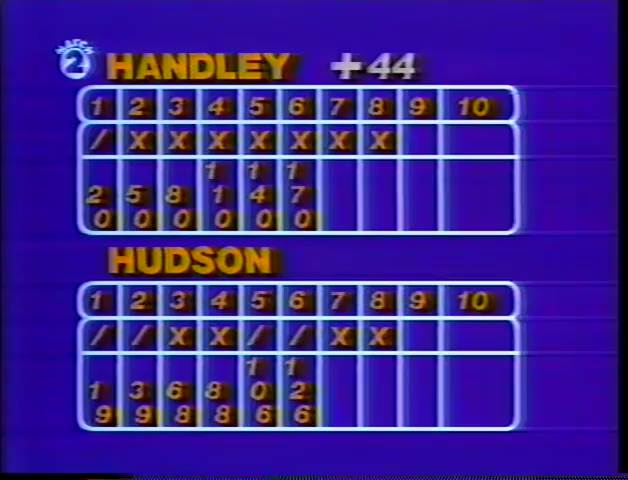 MATCH 2
HANDLEY +44
1 2 3 4 5 6 7 8 9 10
/ X X X X X X X
20 50 80 110 140 170
HUDSON
1 2 3 4 5 6 7 8 9 10
/ / X X / / X X
19 39 68 88 106 126